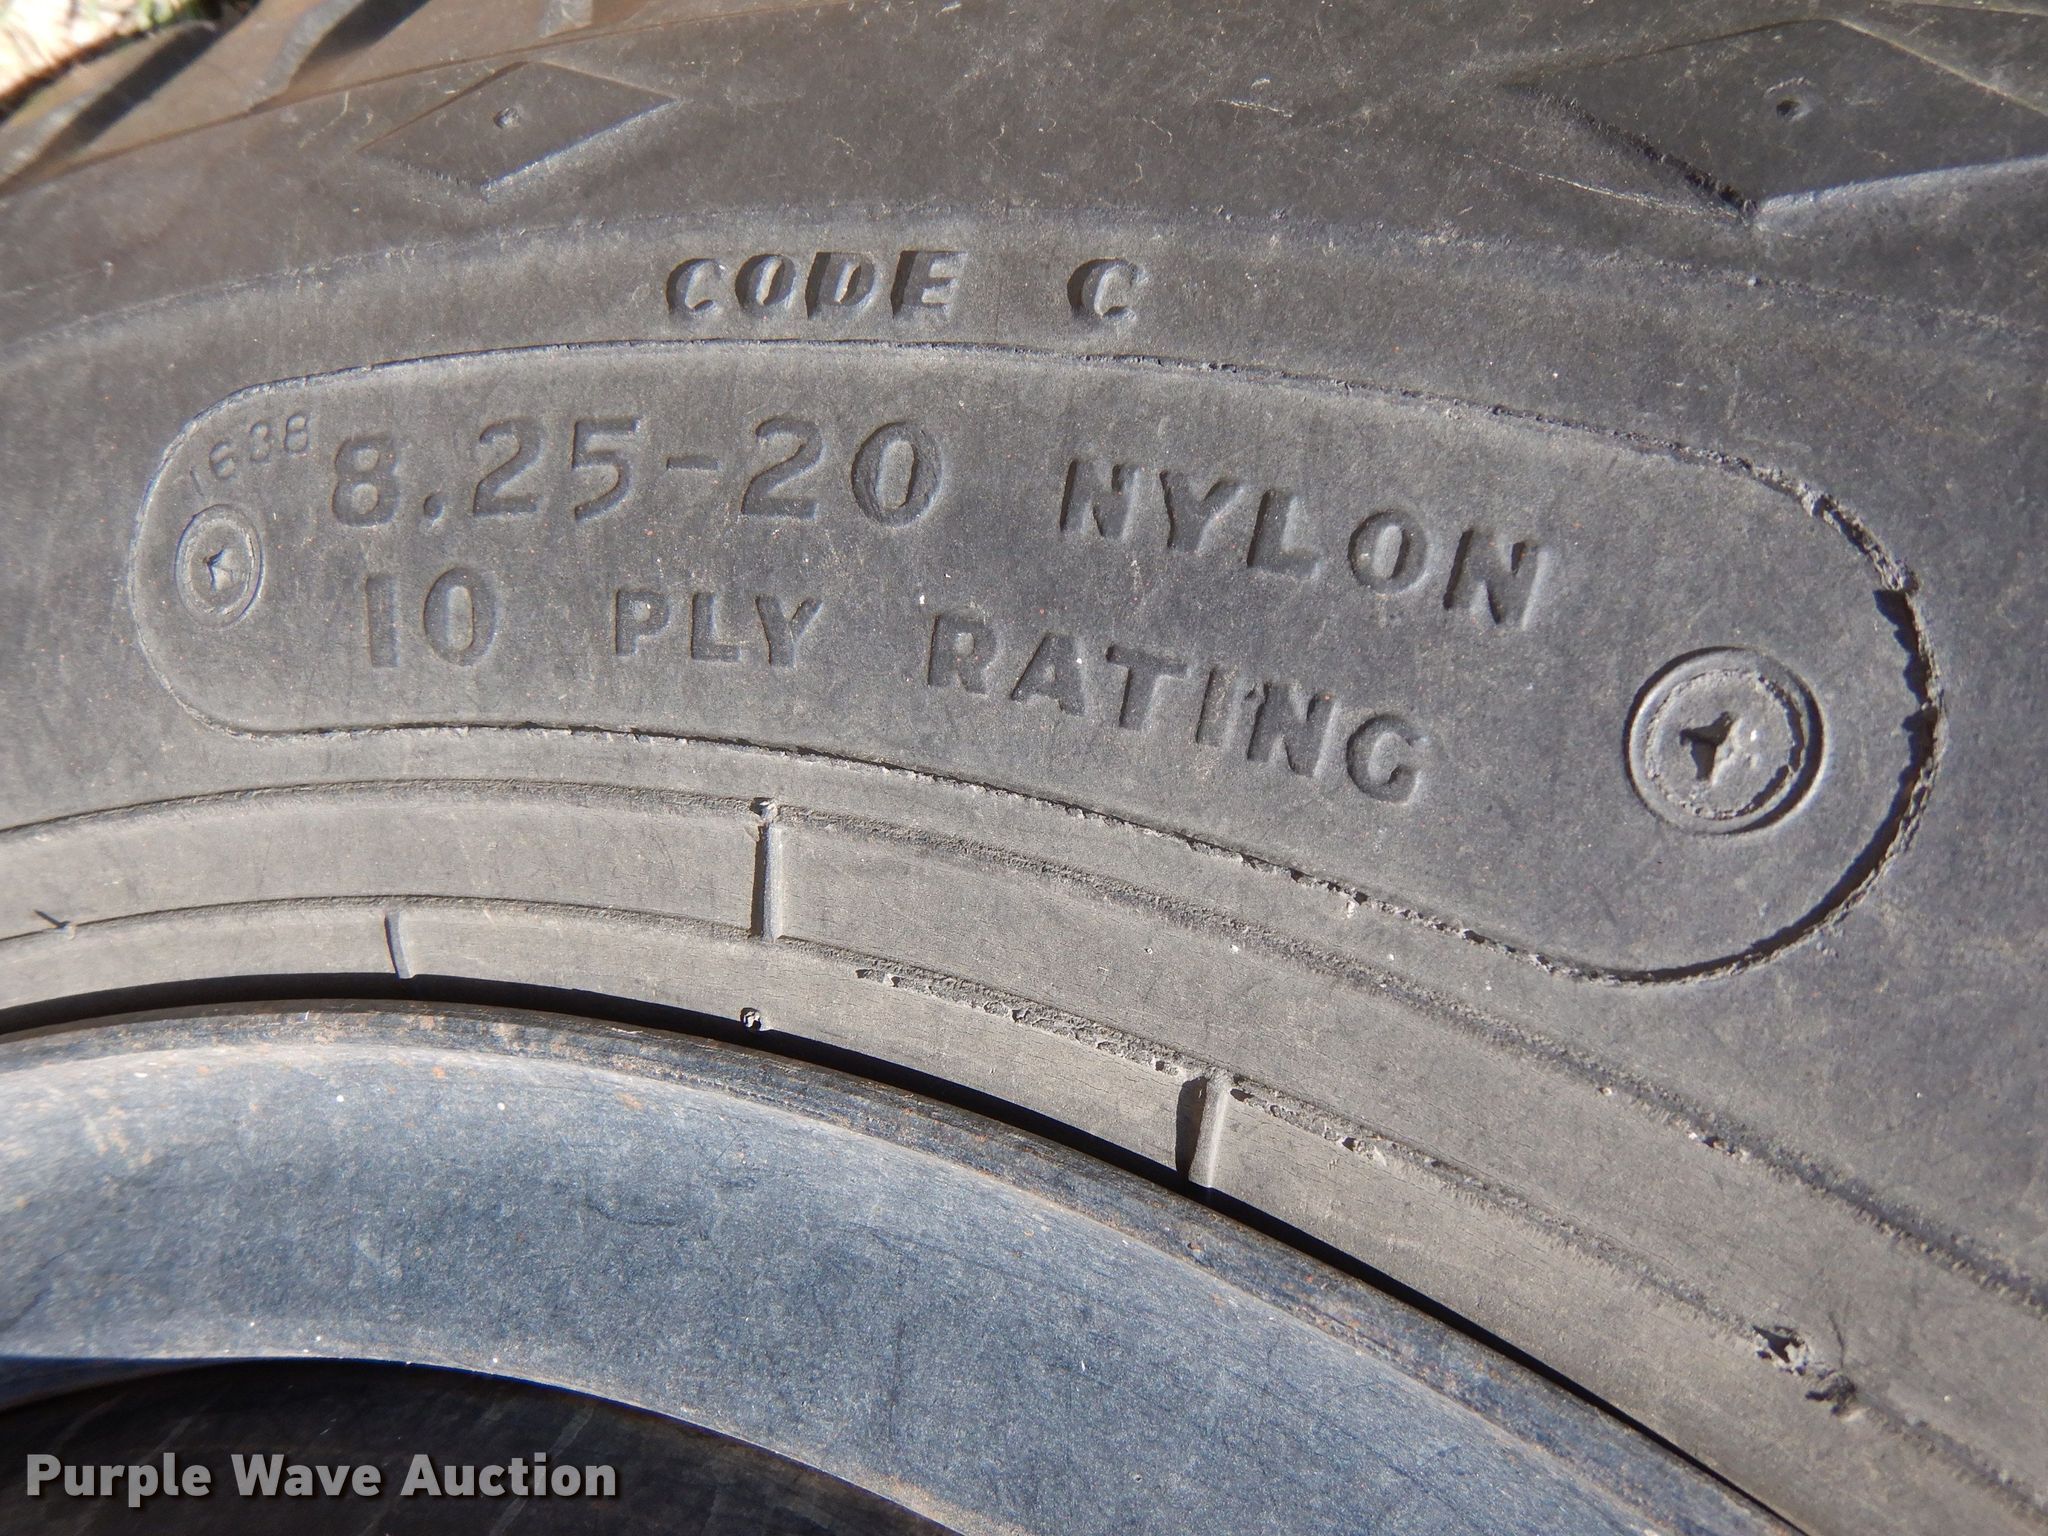 CODE C
1638
8.25-20 NYLON
10 PLY RATING
Purple Wave Auction